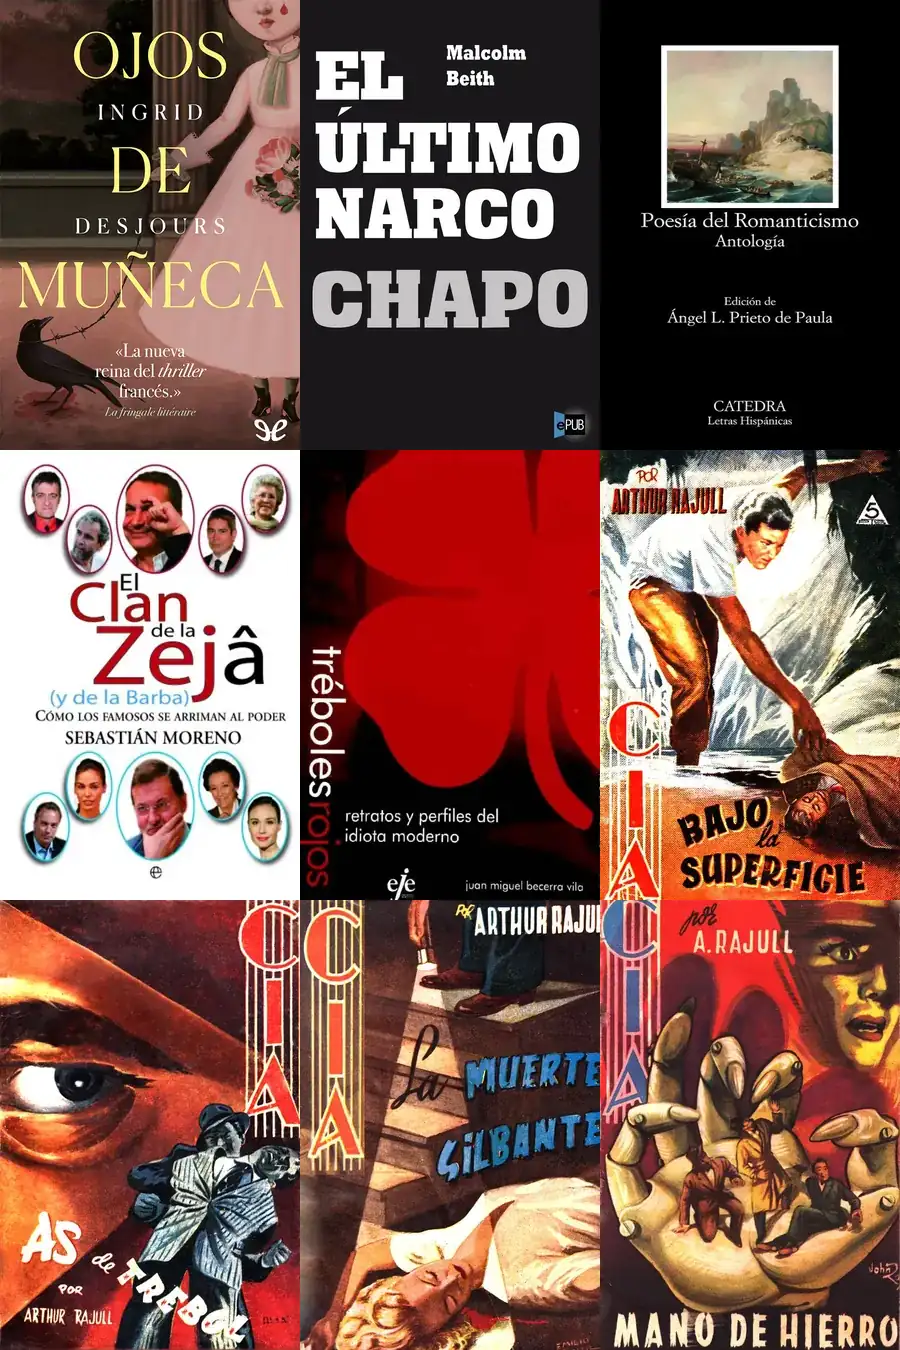 OJOS
INGRID
DE
DESJOURS
MUÑECA
«La nueva
reina del thriller
francés.»
La fringale littéraire
Malcolm
Beith
EL
ÚLTIMO
NARCO
CHAPO
ePUB
Poesía del Romanticismo
Antología
Edición de
Ángel L. Prieto de Paula
CATEDRA
Letras Hispánicas
El
Clan
de la
Zejâ
(y de la Barba)
CÓMO LOS FAMOSOS SE ARRIMAN AL PODER
SEBASTIÁN MORENO
e
tréboles rojos
retratos y perfiles del
idiota moderno
eje
juan miguel becerra vila
POR
ARTHUR RAJULL
5
CIA
BAJO
la
SUPERFICIE
CIA
AS
de
TREBOL
POR
ARTHUR RAJULL
CIA
POR ARTHUR RAJUL
La MUERTE
SILBANTE
CIA
por
A. RAJULL
MANO DE HIERRO